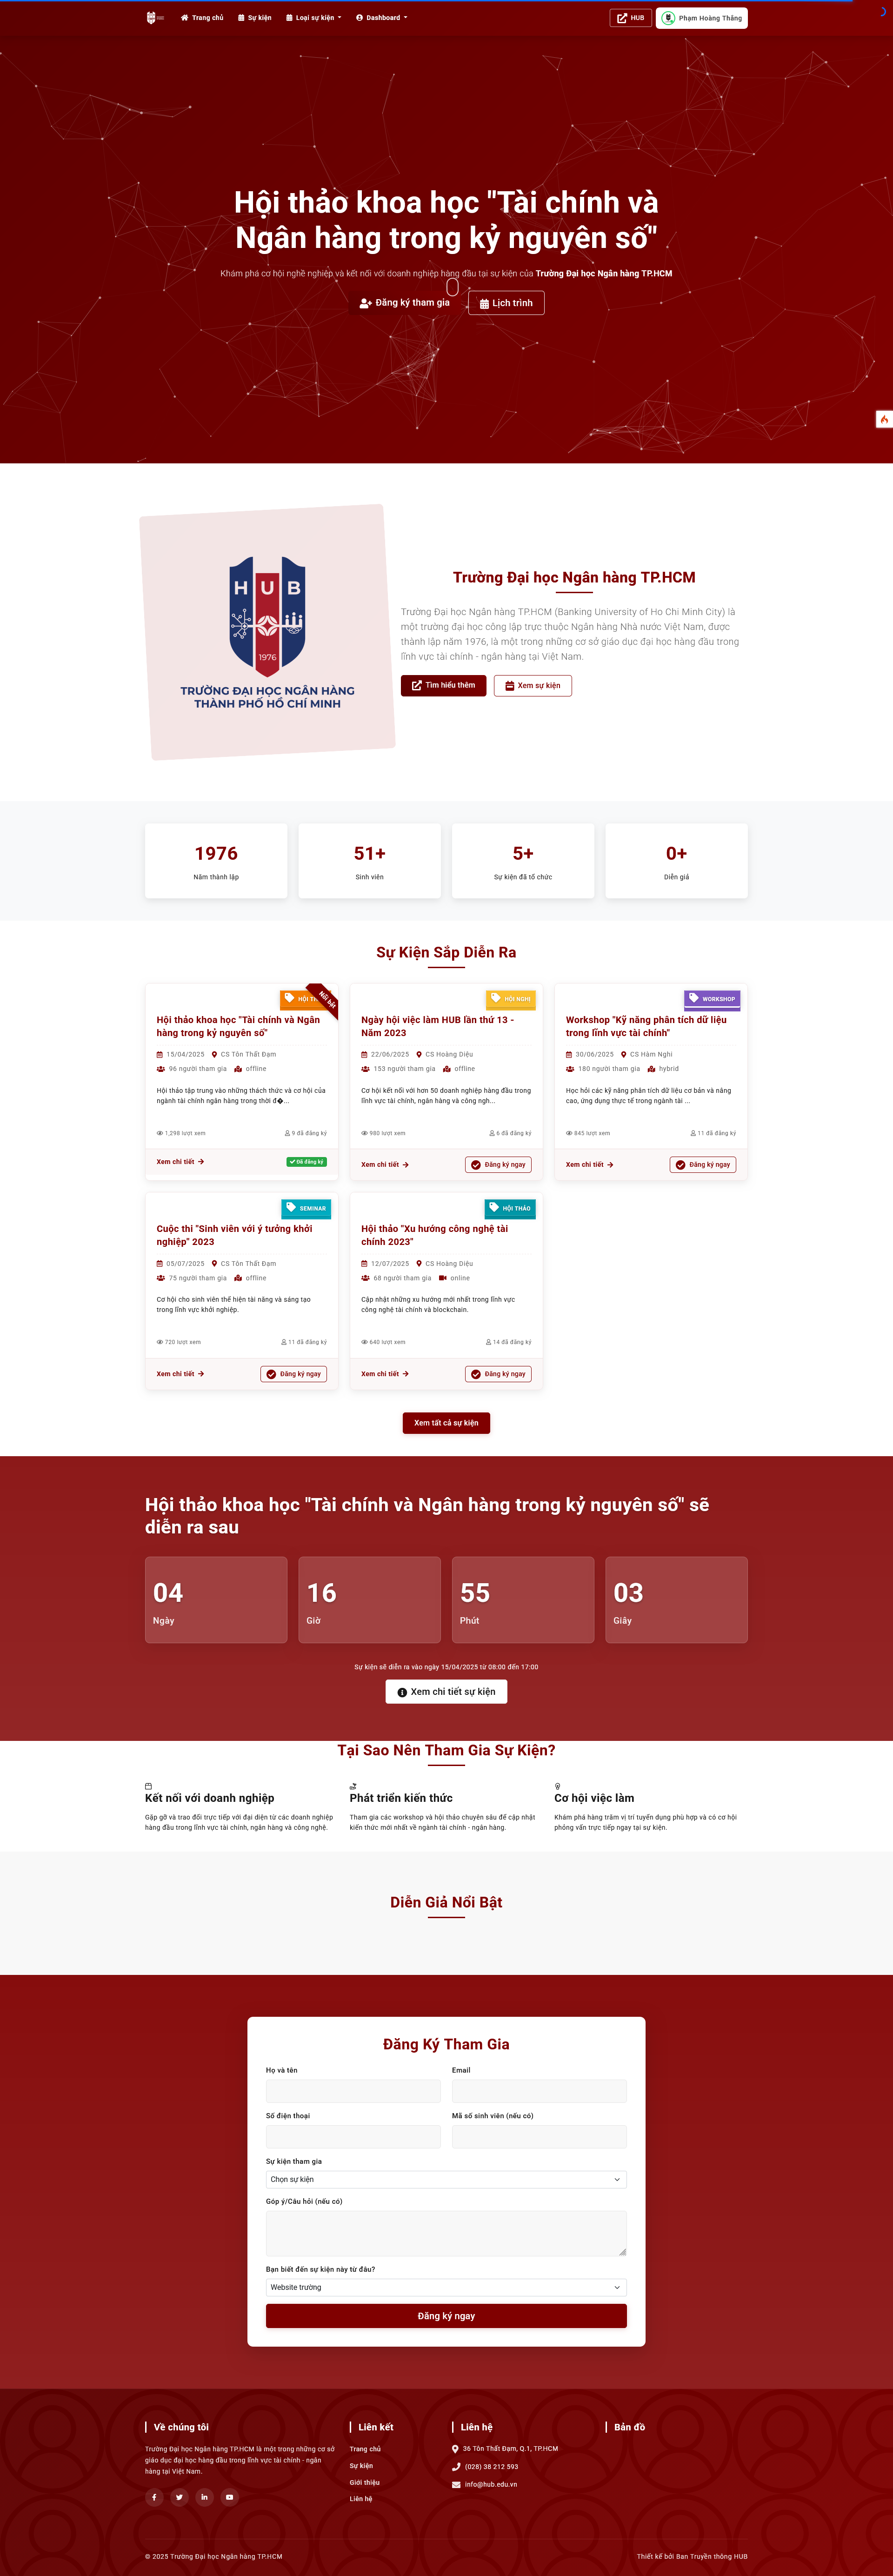 Trang chủ
Sự kiện
Loại sự kiện
Dashboard
HUB
Phạm Hoàng Thăng
Hội thảo khoa học "Tài chính và
Ngân hàng trong kỷ nguyên số"
Khám phá cơ hội nghề nghiệp và kết nối với doanh nghiệp hàng đầu tại sự kiện của Trường Đại học Ngân hàng TP.HCM
Đăng ký tham gia
Lịch trình
HUB
1976
TRƯỜNG ĐẠI HỌC NGÂN HÀNG
THÀNH PHỐ HỒ CHÍ MINH
Trường Đại học Ngân hàng TP.HCM
Trường Đại học Ngân hàng TP.HCM (Banking University of Ho Chi Minh City) là
một trường đại học công lập trực thuộc Ngân hàng Nhà nước Việt Nam, được
thành lập năm 1976, là một trong những cơ sở giáo dục đại học hàng đầu trong
lĩnh vực tài chính - ngân hàng tại Việt Nam.
Tìm hiểu thêm
Xem sự kiện
1976
Năm thành lập
51+
Sinh viên
5+
Sự kiện đã tổ chức
0+
Diễn giả
Sự Kiện Sắp Diễn Ra
HỘI TH
Nổi bật
Hội thảo khoa học "Tài chính và Ngân
hàng trong kỷ nguyên số"
15/04/2025 CS Tôn Thất Đạm
96 người tham gia offline
Hội thảo tập trung vào những thách thức và cơ hội của
ngành tài chính ngân hàng trong thời đ�...
1,298 lượt xem 9 đã đăng ký
Xem chi tiết
Đã đăng ký
HỘI NGHỊ
Ngày hội việc làm HUB lần thứ 13 -
Năm 2023
22/06/2025 CS Hoàng Diệu
153 người tham gia offline
Cơ hội kết nối với hơn 50 doanh nghiệp hàng đầu trong
lĩnh vực tài chính, ngân hàng và công ngh...
980 lượt xem 6 đã đăng ký
Xem chi tiết
Đăng ký ngay
WORKSHOP
Workshop "Kỹ năng phân tích dữ liệu
trong lĩnh vực tài chính"
30/06/2025 CS Hàm Nghi
180 người tham gia hybrid
Học hỏi các kỹ năng phân tích dữ liệu cơ bản và nâng
cao, ứng dụng thực tế trong ngành tài ...
845 lượt xem 11 đã đăng ký
Xem chi tiết
Đăng ký ngay
SEMINAR
Cuộc thi "Sinh viên với ý tưởng khởi
nghiệp" 2023
05/07/2025 CS Tôn Thất Đạm
75 người tham gia offline
Cơ hội cho sinh viên thể hiện tài năng và sáng tạo
trong lĩnh vực khởi nghiệp.
720 lượt xem 11 đã đăng ký
Xem chi tiết
Đăng ký ngay
HỘI THẢO
Hội thảo "Xu hướng công nghệ tài
chính 2023"
12/07/2025 CS Hoàng Diệu
68 người tham gia online
Cập nhật những xu hướng mới nhất trong lĩnh vực
công nghệ tài chính và blockchain.
640 lượt xem 14 đã đăng ký
Xem chi tiết
Đăng ký ngay
Xem tất cả sự kiện
Hội thảo khoa học "Tài chính và Ngân hàng trong kỷ nguyên số" sẽ
diễn ra sau
04
Ngày
16
Giờ
55
Phút
03
Giây
Sự kiện sẽ diễn ra vào ngày 15/04/2025 từ 08:00 đến 17:00
Xem chi tiết sự kiện
Tại Sao Nên Tham Gia Sự Kiện?
Kết nối với doanh nghiệp
Gặp gỡ và trao đổi trực tiếp với đại diện từ các doanh nghiệp
hàng đầu trong lĩnh vực tài chính, ngân hàng và công nghệ.
Phát triển kiến thức
Tham gia các workshop và hội thảo chuyên sâu để cập nhật
kiến thức mới nhất về ngành tài chính - ngân hàng.
Cơ hội việc làm
Khám phá hàng trăm vị trí tuyển dụng phù hợp và có cơ hội
phỏng vấn trực tiếp ngay tại sự kiện.
Diễn Giả Nổi Bật
Đăng Ký Tham Gia
Họ và tên
Email
Số điện thoại
Mã số sinh viên (nếu có)
Sự kiện tham gia
Chọn sự kiện
Góp ý/Câu hỏi (nếu có)
Bạn biết đến sự kiện này từ đâu?
Website trường
Đăng ký ngay
Về chúng tôi
Trường Đại học Ngân hàng TP.HCM là một trong những cơ sở
giáo dục đại học hàng đầu trong lĩnh vực tài chính - ngân
hàng tại Việt Nam.
Liên kết
Trang chủ
Sự kiện
Giới thiệu
Liên hệ
Liên hệ
36 Tôn Thất Đạm, Q.1, TP.HCM
(028) 38 212 593
info@hub.edu.vn
Bản đồ
© 2025 Trường Đại học Ngân hàng TP.HCM
Thiết kế bởi Ban Truyền thông HUB